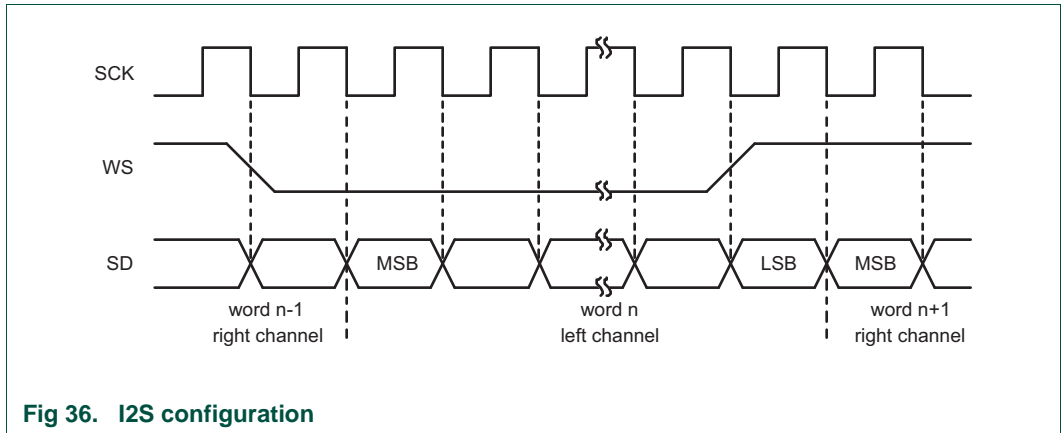 SCK
WS
SD
MSB
LSB
MSB
word n-1
right channel
word n
left channel
word n+1
right channel
Fig 36. I2S configuration